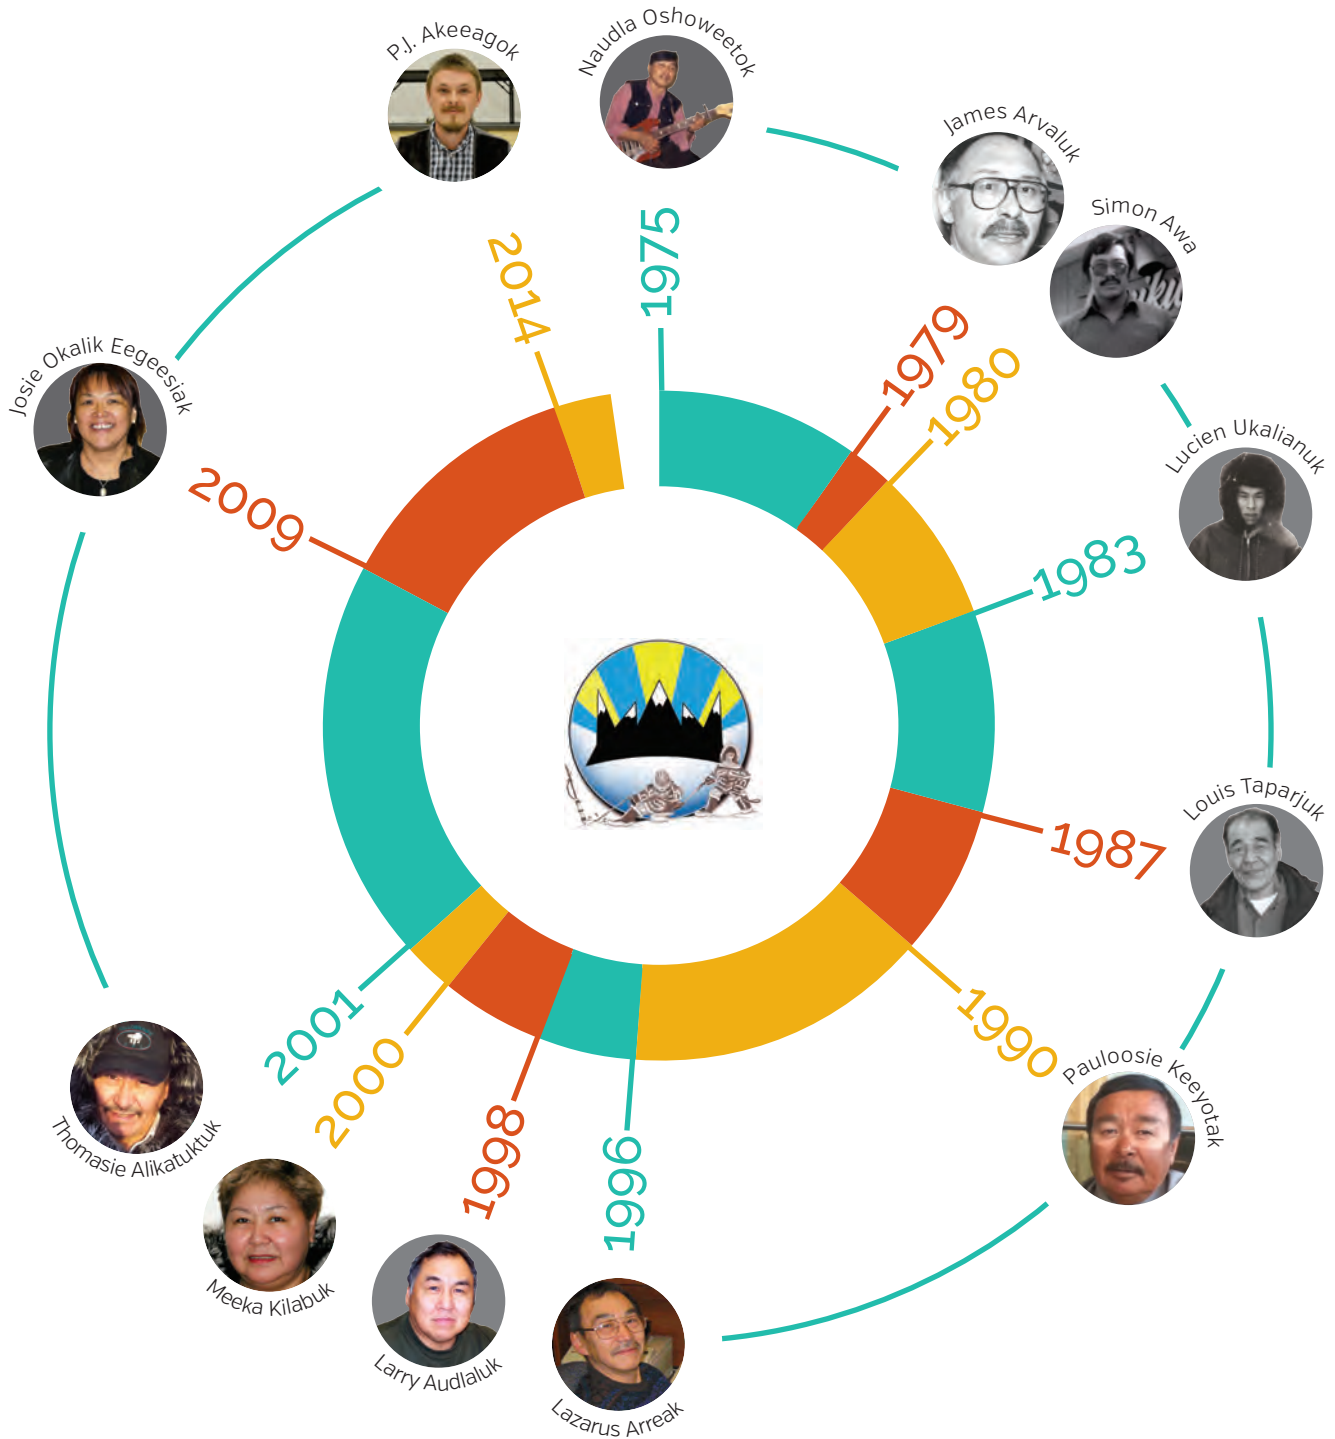 Naudla Oshoweetok
1975
James Arvaluk
1979
Simon Awa
1980
Lucien Ukalianuk
1983
Louis Taparjuk
1987
Pauloosie Keeyotak
1990
Lazarus Arreak
1996
Larry Audlaluk
1998
Meeka Kilabuk
2000
Thomasie Alikatuktuk
2001
Josie Okalik Eegeesiak
2009
P.J. Akeeagok
2014